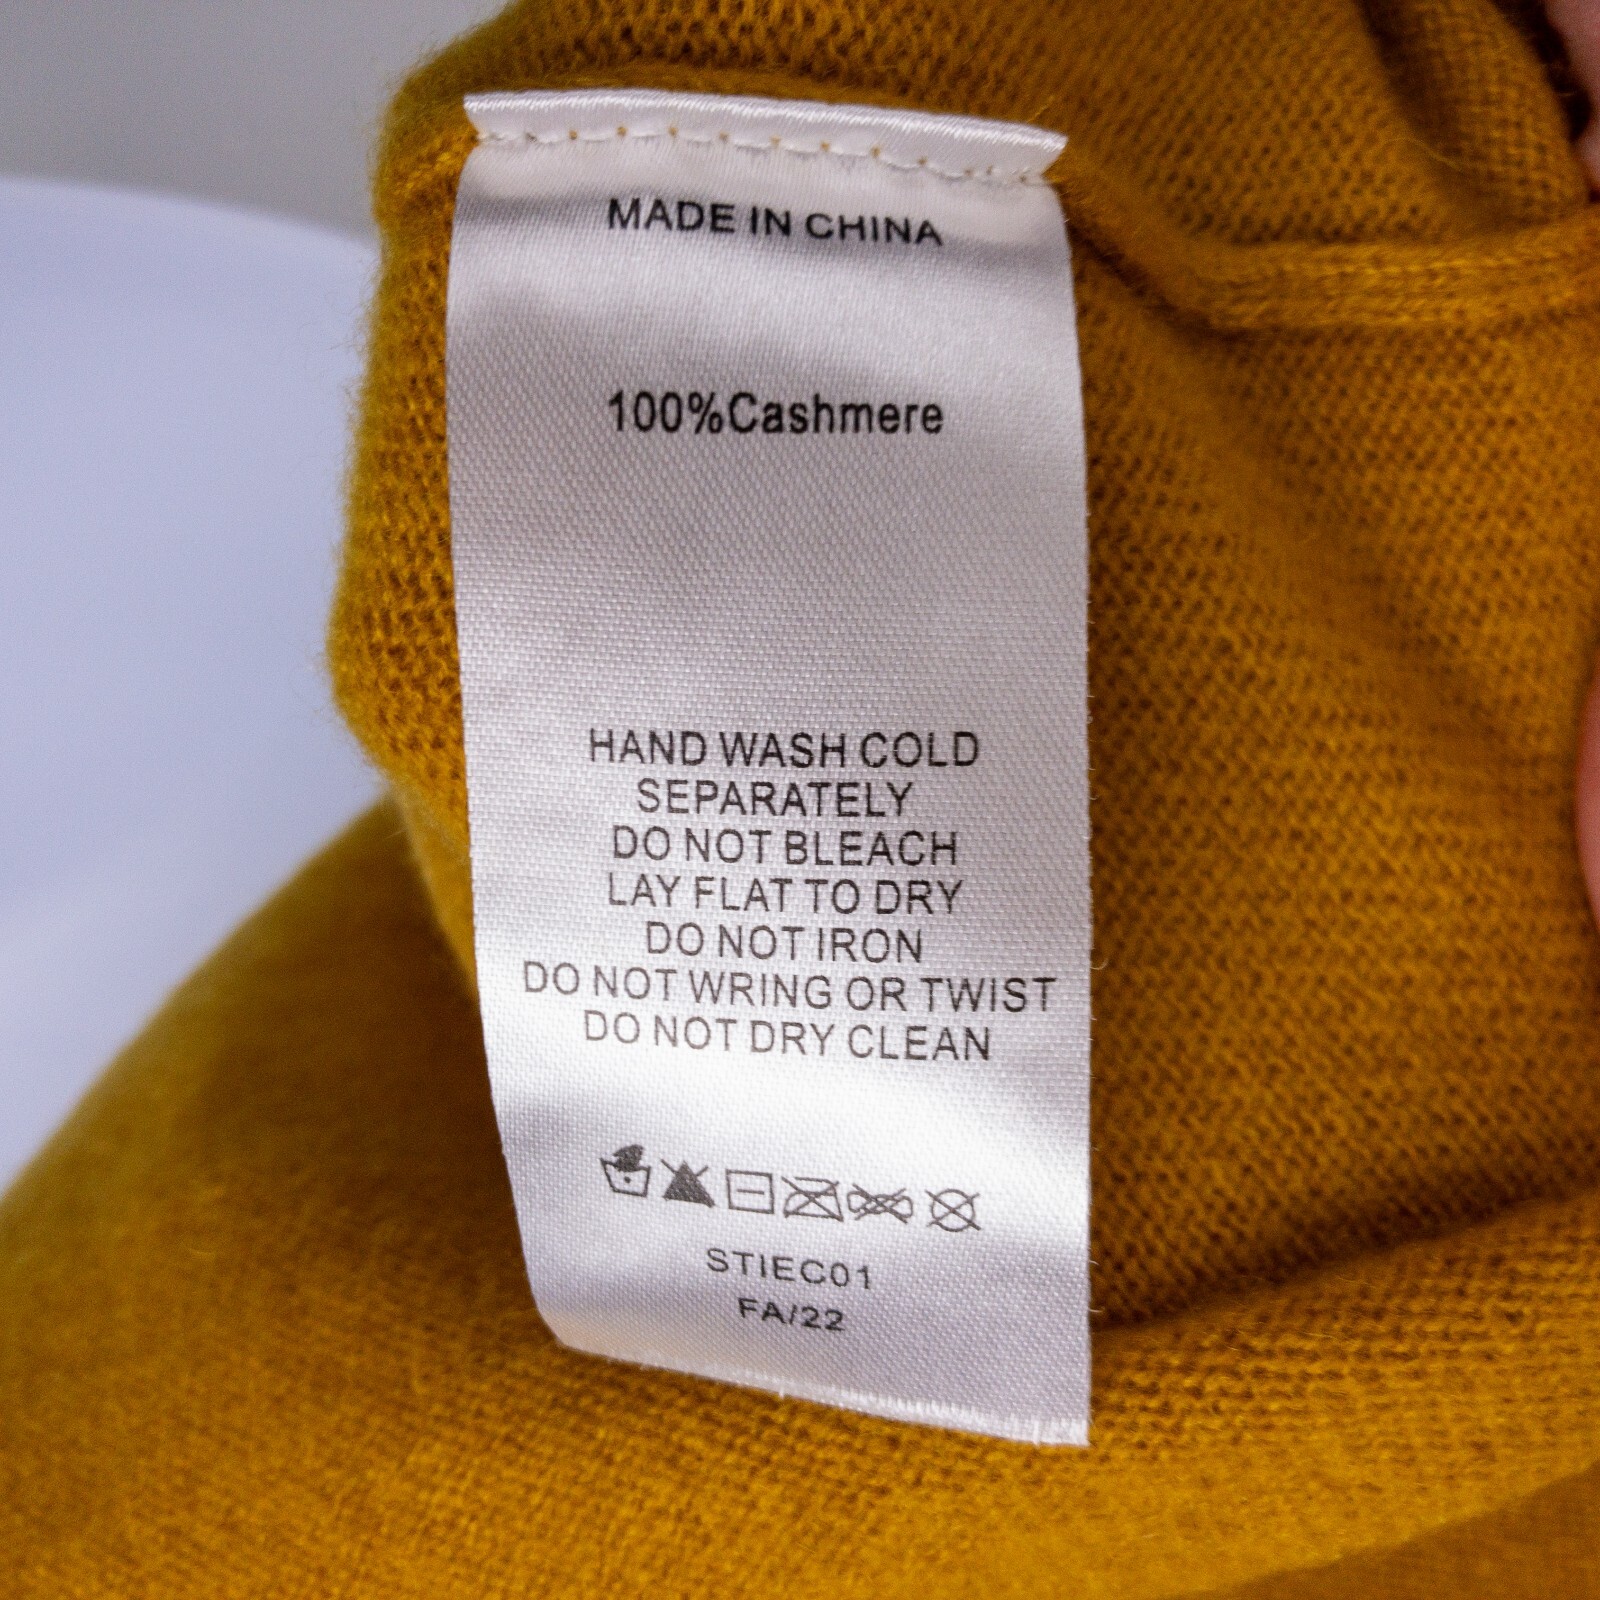 MADE IN CHINA
100%Cashmere
HAND WASH COLD
SEPARATELY
DO NOT BLEACH
LAY FLAT TO DRY
DO NOT IRON
DO NOT WRING OR TWIST
DO NOT DRY CLEAN
STIEC01
FA/22